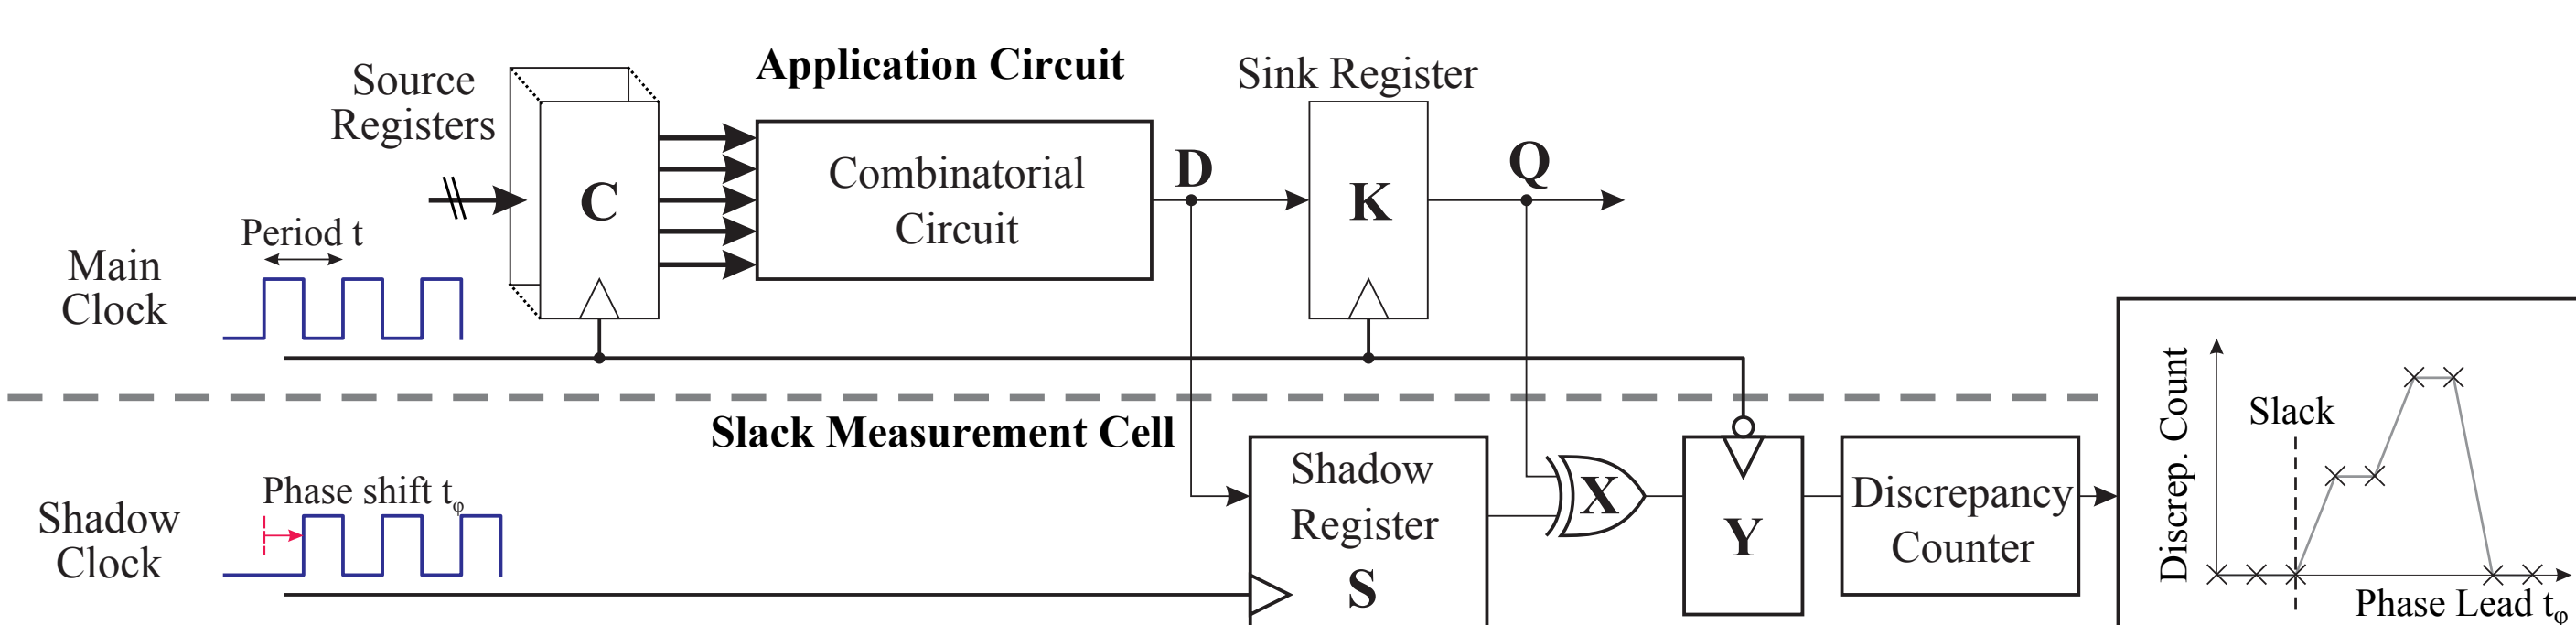 Application Circuit
Source
Registers
C
Combinatorial
Circuit
D
Sink Register
K
Q
Period t
Main
Clock
Slack Measurement Cell
Phase shift tφ
Shadow
Clock
Shadow
Register
S
X
Y
Discrepancy
Counter
Discrep. Count
Slack
Phase Lead tφ